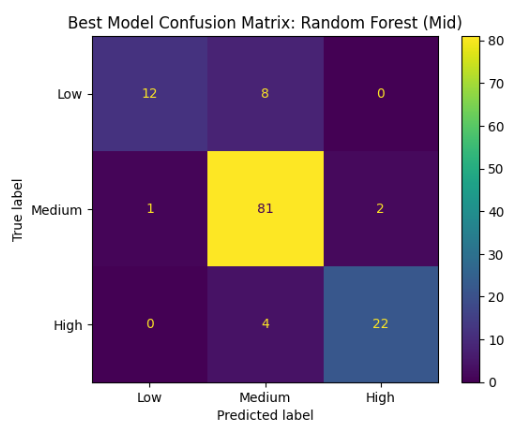 Best Model Confusion Matrix: Random Forest (Mid)
80
70
60
50
40
30
20
10
0
True label
Low
12 8 0
Medium
1 81 2
High
0 4 22
Low Medium High
Predicted label